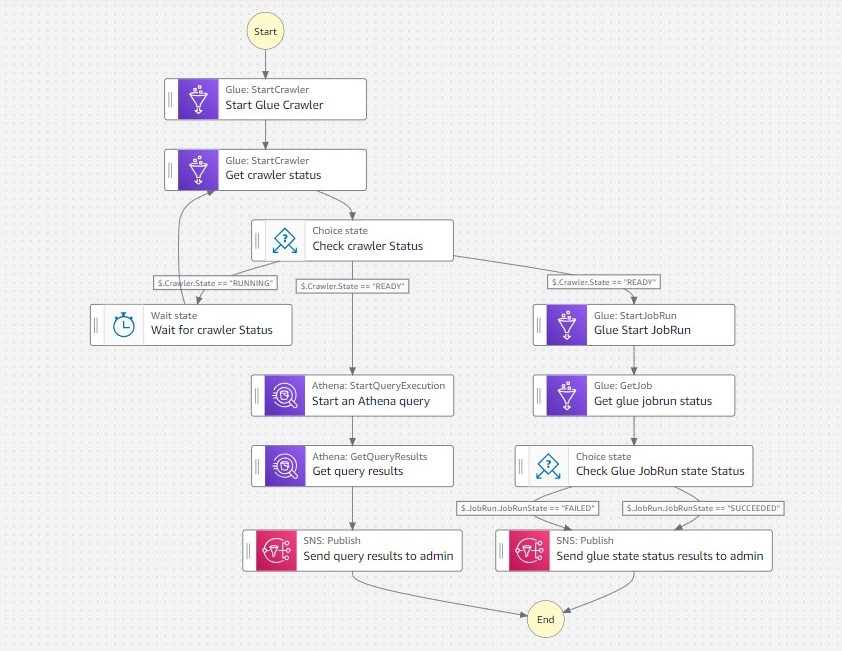 Start
Glue: StartCrawler
Start Glue Crawler
Glue: StartCrawler
Get crawler status
Choice state
Check crawler Status
$.Crawler.State == "RUNNING"
$.Crawler.State == "READY"
$.Crawler.State == "READY"
Wait state
Wait for crawler Status
Glue: StartJobRun
Glue Start JobRun
Athena: StartQueryExecution
Start an Athena query
Glue: GetJob
Get glue jobrun status
Athena: GetQueryResults
Get query results
Choice state
Check Glue JobRun state Status
$.JobRun.JobRunState == "FAILED"
$.JobRun.JobRunState == "SUCCEEDED"
SNS: Publish
Send query results to admin
SNS: Publish
Send glue state status results to admin
End